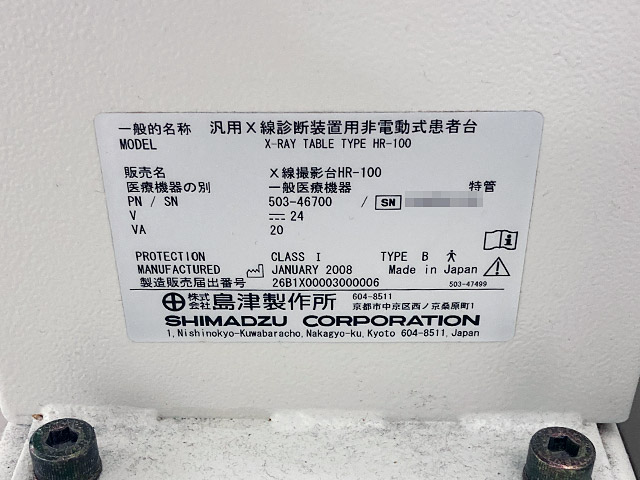 一般的名称 汎用X線診断装置用非電動式患者台
MODEL X-RAY TABLE TYPE HR-100
販売名 X線撮影台HR-100
医療機器の別 一般医療機器 特管
PN / SN 503-46700 / SN
V ⎓ 24
VA 20
PROTECTION CLASS I TYPE B
MANUFACTURED JANUARY 2008 Made in Japan
製造販売届出番号 26B1X00003000006 503-47499
株式会社 島津製作所 604-8511 京都市中京区西ノ京桑原町1
SHIMADZU CORPORATION
1, Nishinokyo-Kuwabaracho, Nakagyo-ku, Kyoto 604-8511, Japan